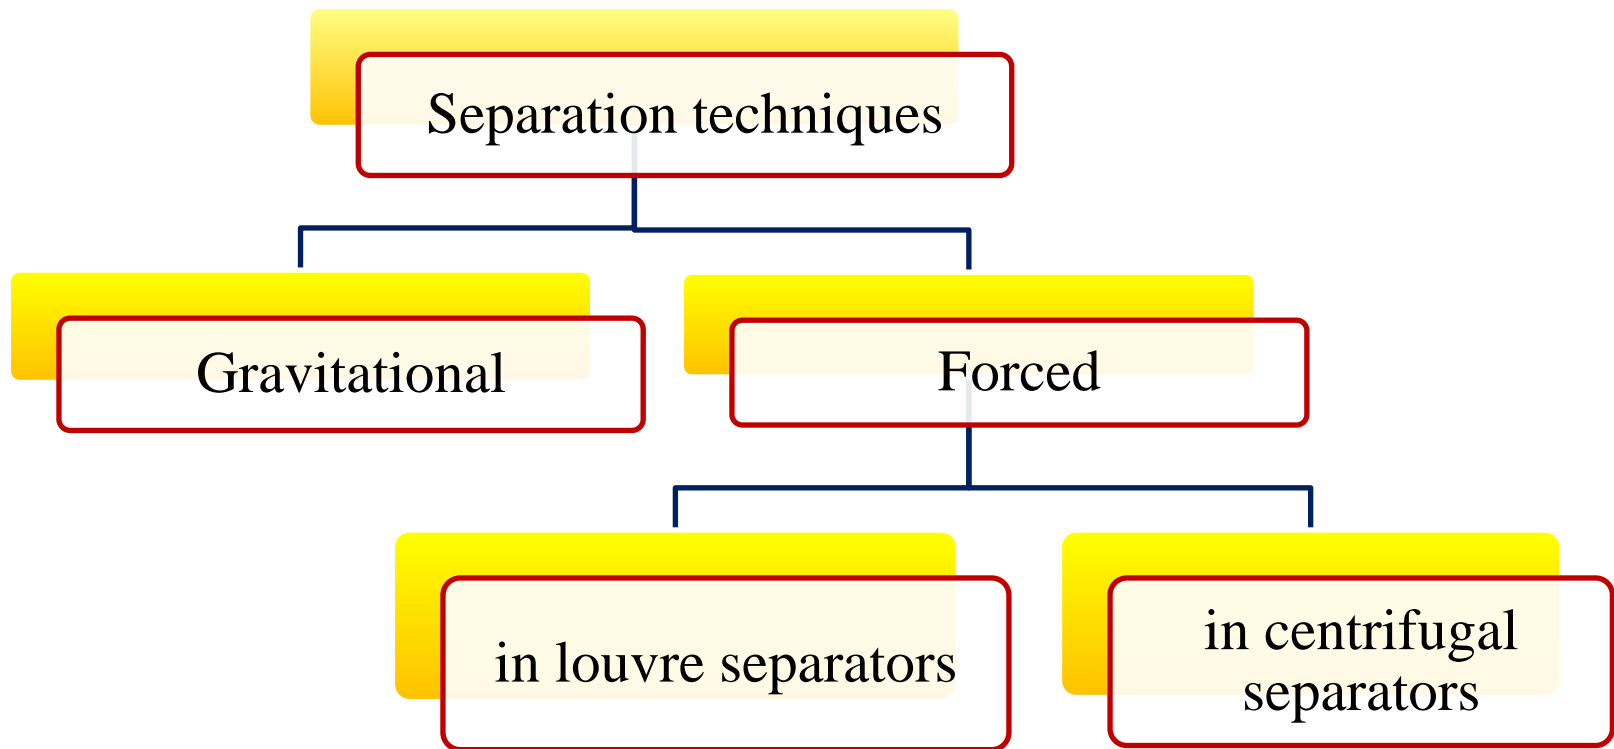 Separation techniques
Gravitational
Forced
in louvre separators
in centrifugal
separators